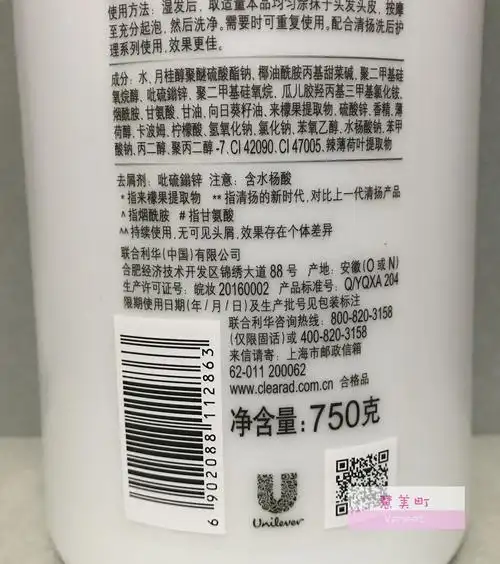 使用方法：湿发后，取适量本品均匀涂抹于头发头皮，按摩
至充分起泡，然后洗净。需要时可重复使用。配合清扬洗后护
理系列使用，效果更佳。
成分：水、月桂醇聚醚硫酸酯钠、椰油酰胺丙基甜菜碱、聚二甲基硅
氧烷醇、吡硫鎓锌、聚二甲基硅氧烷、瓜儿胶羟丙基三甲基氯化铵、
烟酰胺、甘氨酸、甘油、向日葵籽油、来檬果提取物、硫酸锌、香精、薄
荷醇、卡波姆、柠檬酸、氢氧化钠、氯化钠、苯氧乙醇、水杨酸钠、苯甲
酸钠、丙二醇、聚丙二醇-7、CI 42090、CI 47005、辣薄荷叶提取物
去屑剂：吡硫鎓锌 注意：含水杨酸
*指来檬果提取物 **指清扬的新时代，对比上一代清扬产品
^指烟酰胺 #指甘氨酸
^^持续使用，无可见头屑，效果存在个体差异
联合利华(中国)有限公司
合肥经济技术开发区锦绣大道88号 产地：安徽(O或N)
生产许可证号：皖妆20160002 产品标准号：Q/YQXA 204
限期使用日期(年/月/日)及生产批号见包装标注
联合利华咨询热线：800-820-3158
(仅限固话)或400-820-3158
来信请寄：上海市邮政信箱
62-011 200062
www.clearad.com.cn 合格品
净含量：750克
6 902088 112863
Unilever
慧美町